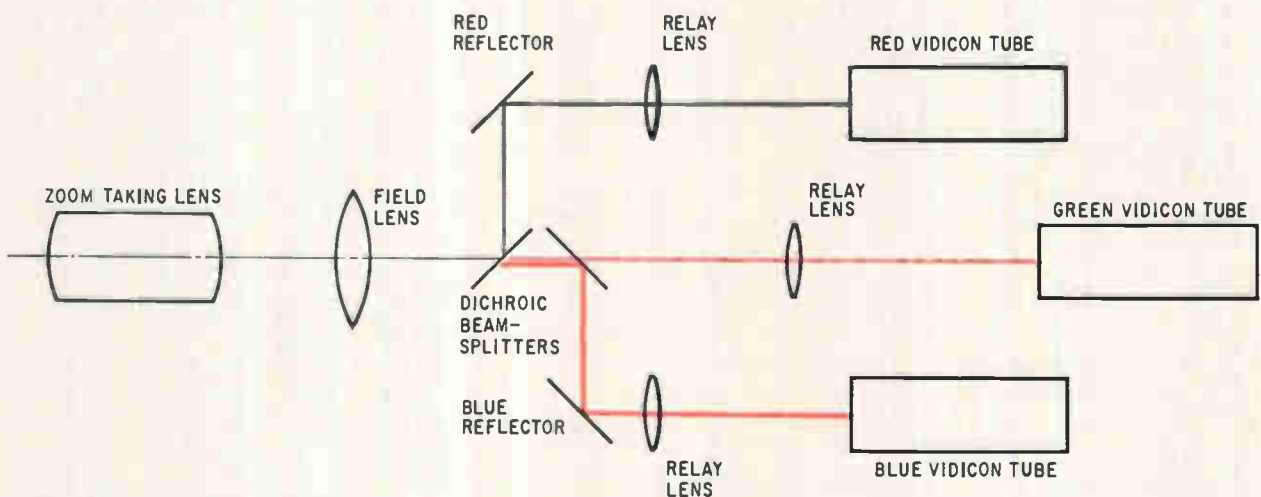 RED
REFLECTOR
RELAY
LENS
RED VIDICON TUBE
ZOOM TAKING LENS
FIELD
LENS
RELAY
LENS
GREEN VIDICON TUBE
DICHROIC
BEAM-
SPLITTERS
BLUE
REFLECTOR
RELAY
LENS
BLUE VIDICON TUBE